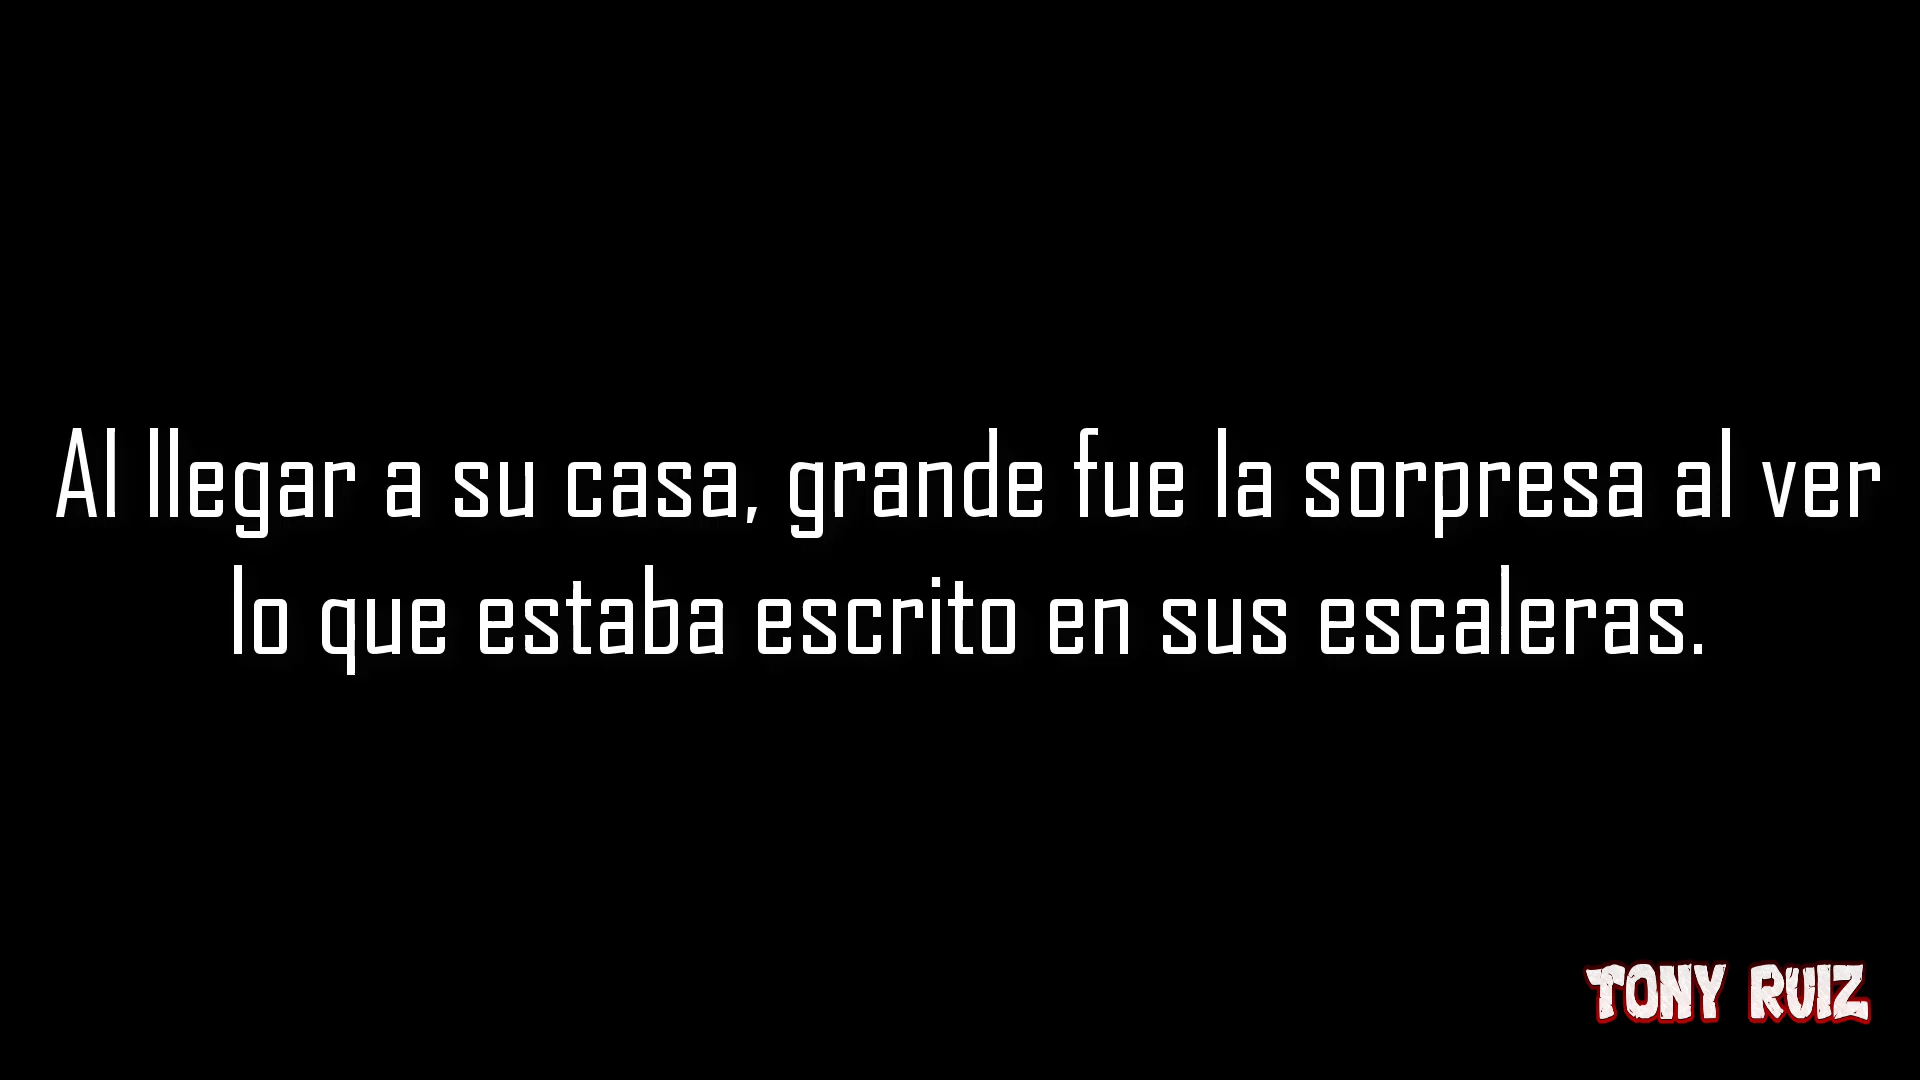 Al llegar a su casa, grande fue la sorpresa al ver
lo que estaba escrito en sus escaleras.
TONY RUIZ